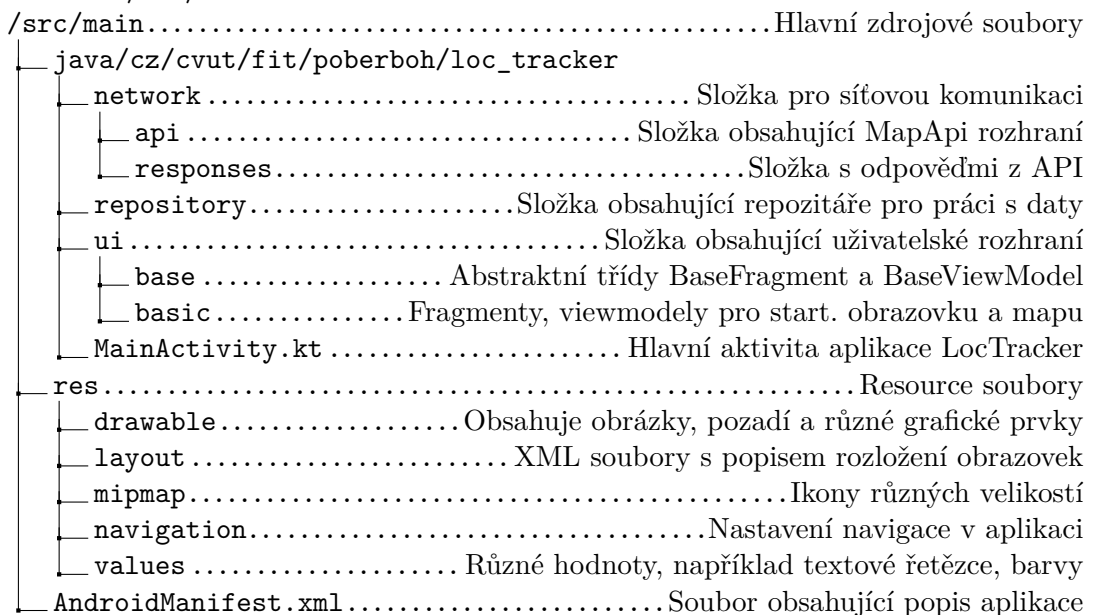 /src/main......Hlavní zdrojové soubory
java/cz/cvut/fit/poberboh/loc_tracker
network......Složka pro síťovou komunikaci
api......Složka obsahující MapApi rozhraní
responses......Složka s odpověďmi z API
repository......Složka obsahující repozitáře pro práci s daty
ui......Složka obsahující uživatelské rozhraní
base......Abstraktní třídy BaseFragment a BaseViewModel
basic......Fragmenty, viewmodely pro start. obrazovku a mapu
MainActivity.kt......Hlavní aktivita aplikace LocTracker
res......Resource soubory
drawable......Obsahuje obrázky, pozadí a různé grafické prvky
layout......XML soubory s popisem rozložení obrazovek
mipmap......Ikony různých velikostí
navigation......Nastavení navigace v aplikaci
values......Různé hodnoty, například textové řetězce, barvy
AndroidManifest.xml......Soubor obsahující popis aplikace